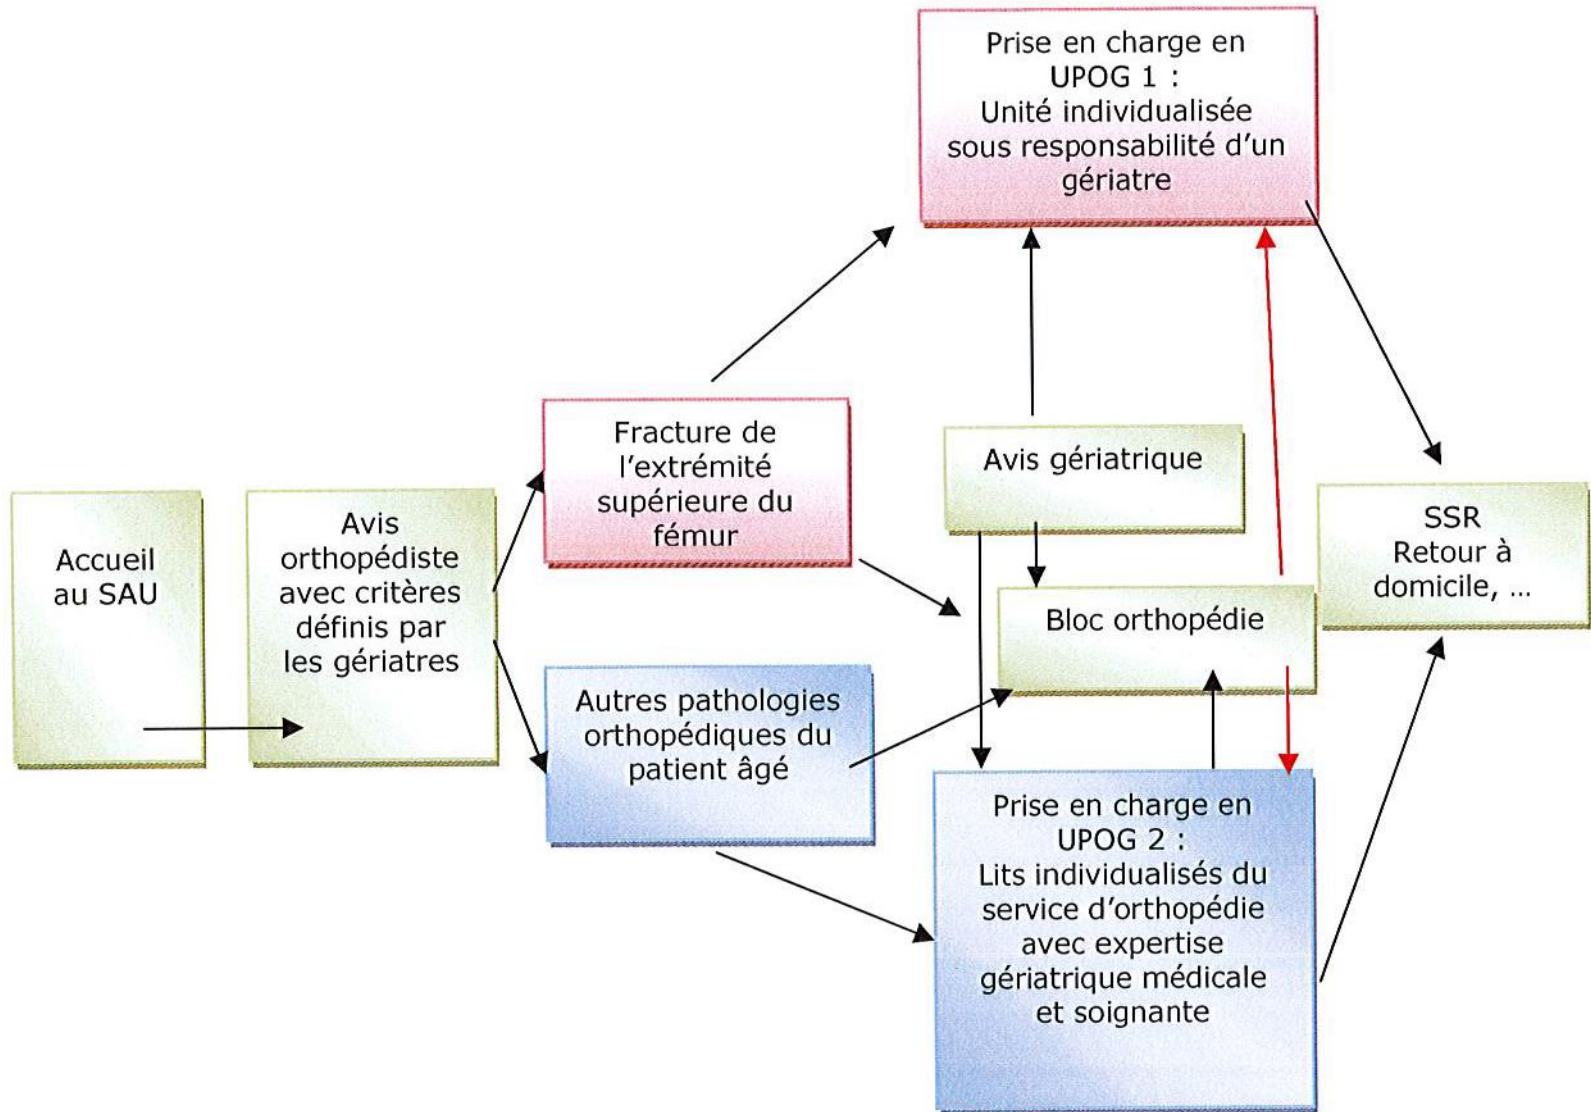 Prise en charge en
UPOG 1 :
Unité individualisée
sous responsabilité d'un
gériatre
Fracture de
l'extrémité
supérieure du
fémur
Avis gériatrique
Accueil
au SAU
Avis
orthopédiste
avec critères
définis par
les gériatres
SSR
Retour à
domicile, ...
Bloc orthopédie
Autres pathologies
orthopédiques du
patient âgé
Prise en charge en
UPOG 2 :
Lits individualisés du
service d'orthopédie
avec expertise
gériatrique médicale
et soignante